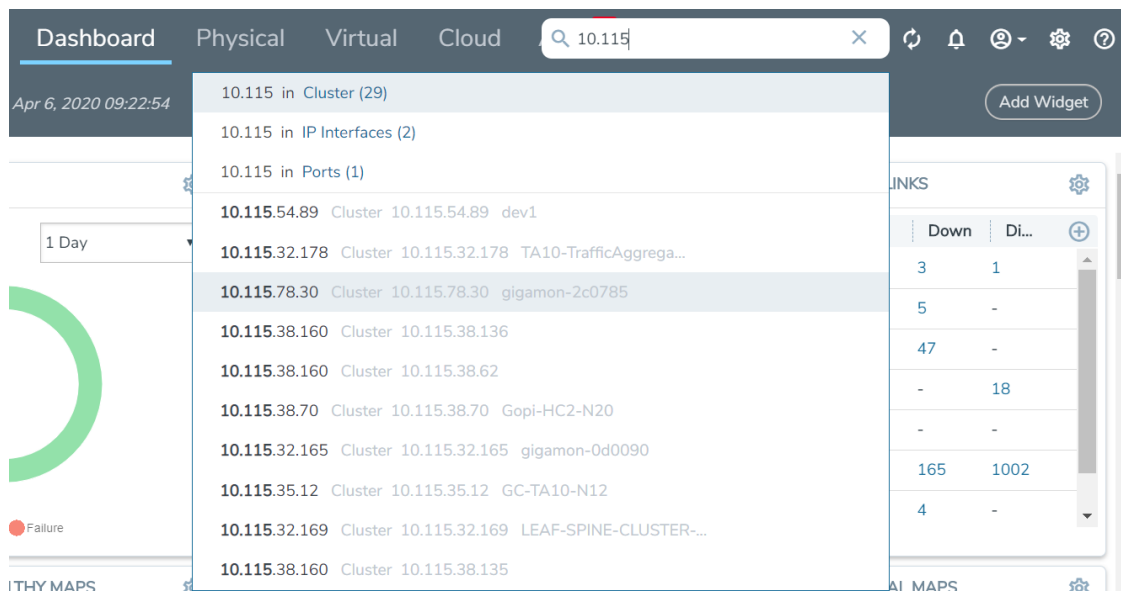 Dashboard Physical Virtual Cloud 10.115
Apr 6, 2020 09:22:54
Add Widget
10.115 in Cluster (29)
10.115 in IP Interfaces (2)
10.115 in Ports (1)
10.115.54.89 Cluster 10.115.54.89 dev1
10.115.32.178 Cluster 10.115.32.178 TA10-TrafficAggrega...
10.115.78.30 Cluster 10.115.78.30 gigamon-2c0785
10.115.38.160 Cluster 10.115.38.136
10.115.38.160 Cluster 10.115.38.62
10.115.38.70 Cluster 10.115.38.70 Gopi-HC2-N20
10.115.32.165 Cluster 10.115.32.165 gigamon-0d0090
10.115.35.12 Cluster 10.115.35.12 GC-TA10-N12
10.115.32.169 Cluster 10.115.32.169 LEAF-SPINE-CLUSTER-...
10.115.38.160 Cluster 10.115.38.135
1 Day
Failure
THY MAPS
LINKS
Down Di...
3 1
5 -
47 -
- 18
- -
165 1002
4 -
AL MAPS